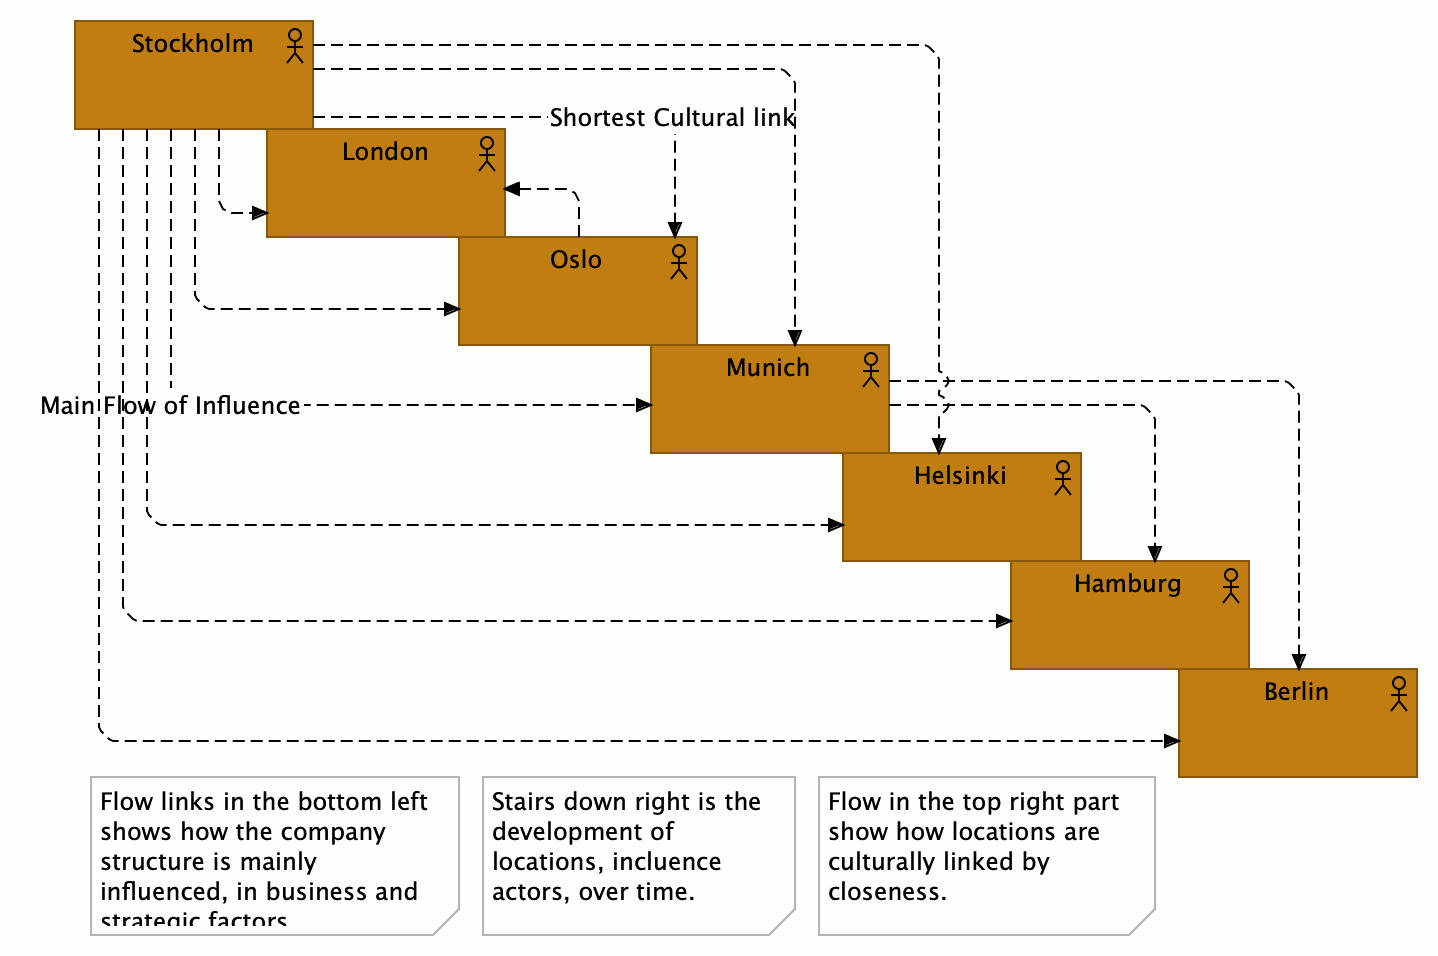 Stockholm
Shortest Cultural link
London
Oslo
Munich
Main Flow of Influence
Helsinki
Hamburg
Berlin
Flow links in the bottom left
shows how the company
structure is mainly
influenced, in business and
strategic factors
Stairs down right is the
development of
locations, incluence
actors, over time.
Flow in the top right part
show how locations are
culturally linked by
closeness.